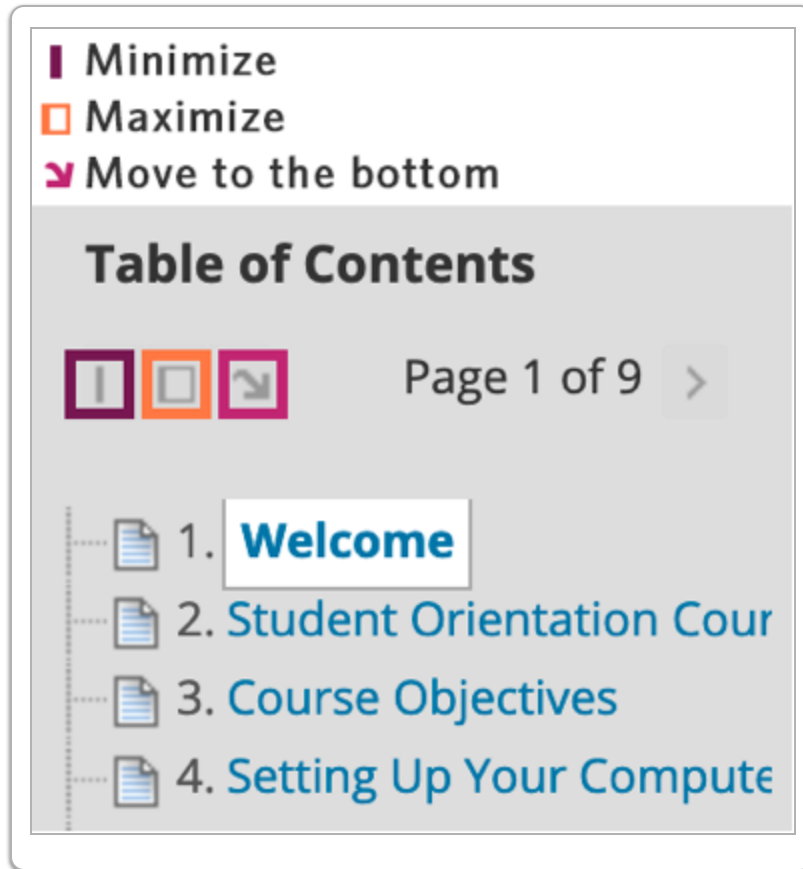 Minimize
Maximize
Move to the bottom
Table of Contents
Page 1 of 9
1. Welcome
2. Student Orientation Cour
3. Course Objectives
4. Setting Up Your Compute